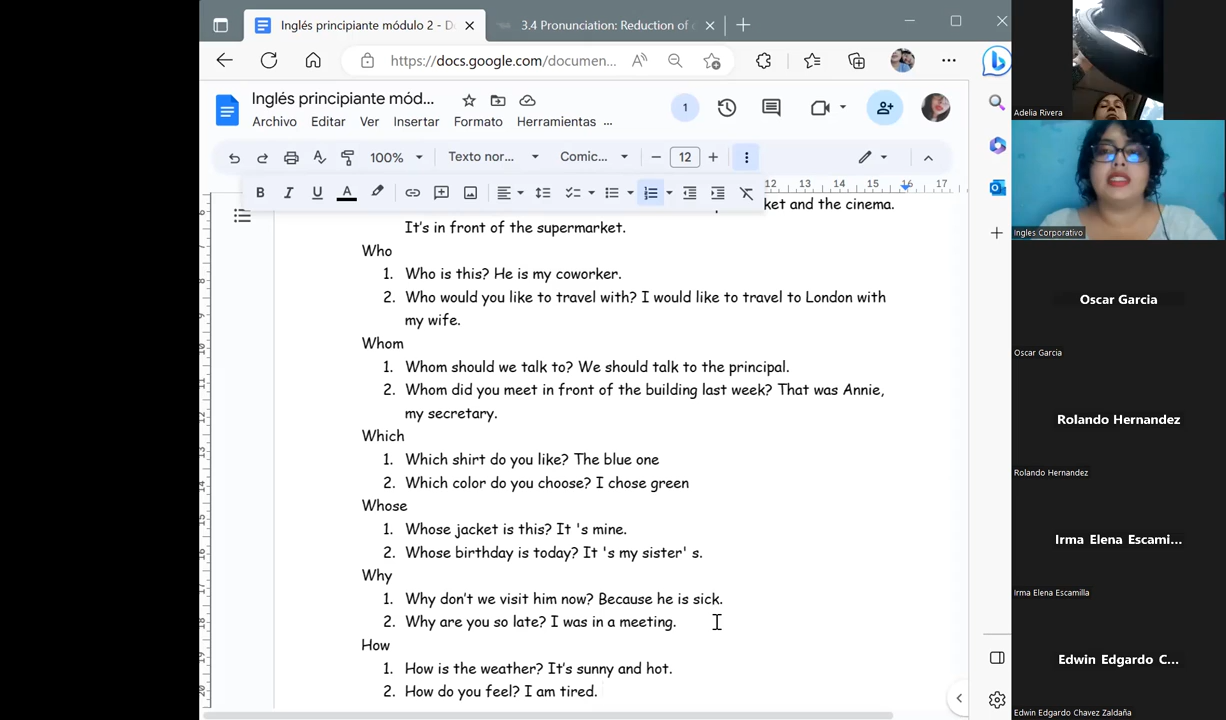 Inglés principiante módulo 2 - D
3.4 Pronunciation: Reduction of
https://docs.google.com/documen...
Inglés principiante mód...
Archivo Editar Ver Insertar Formato Herramientas ...
1
100% Texto nor... Comic... 12
12 13 14 15 16 17
ket and the cinema.
It's in front of the supermarket.
Who
1. Who is this? He is my coworker.
2. Who would you like to travel with? I would like to travel to London with
my wife.
Whom
1. Whom should we talk to? We should talk to the principal.
2. Whom did you meet in front of the building last week? That was Annie,
my secretary.
Which
1. Which shirt do you like? The blue one
2. Which color do you choose? I chose green
Whose
1. Whose jacket is this? It 's mine.
2. Whose birthday is today? It 's my sister' s.
Why
1. Why don't we visit him now? Because he is sick.
2. Why are you so late? I was in a meeting.
How
1. How is the weather? It's sunny and hot.
2. How do you feel? I am tired.
Adelia Rivera
Ingles Corporativo
Oscar Garcia
Oscar Garcia
Rolando Hernandez
Rolando Hernandez
Irma Elena Escami...
Irma Elena Escamilla
Edwin Edgardo C...
Edwin Edgardo Chavez Zaldaña